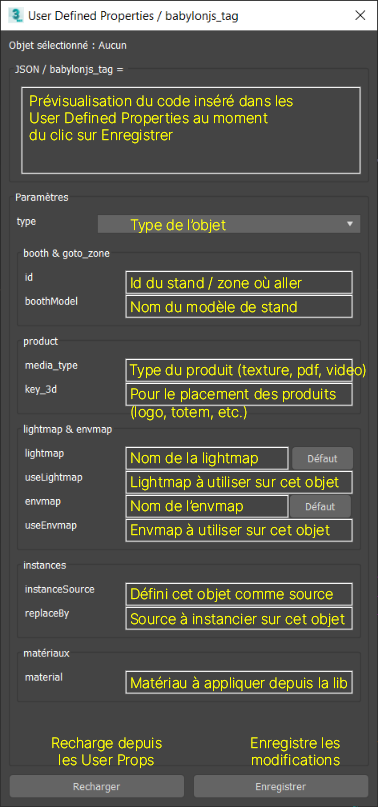 User Defined Properties / babylonjs_tag
Objet sélectionné : Aucun
JSON / babylonjs_tag =
Prévisualisation du code inséré dans les
User Defined Properties au moment
du clic sur Enregistrer
Paramètres
type Type de l'objet
booth & goto_zone
id Id du stand / zone où aller
boothModel Nom du modèle de stand
product
media_type Type du produit (texture, pdf, video)
key_3d Pour le placement des produits
(logo, totem, etc.)
lightmap & envmap
lightmap Nom de la lightmap Défaut
useLightmap Lightmap à utiliser sur cet objet
envmap Nom de l'envmap Défaut
useEnvmap Envmap à utiliser sur cet objet
instances
instanceSource Défini cet objet comme source
replaceBy Source à instancier sur cet objet
matériaux
material Matériau à appliquer depuis la lib
Recharge depuis
les User Props
Enregistre les
modifications
Recharger Enregistrer